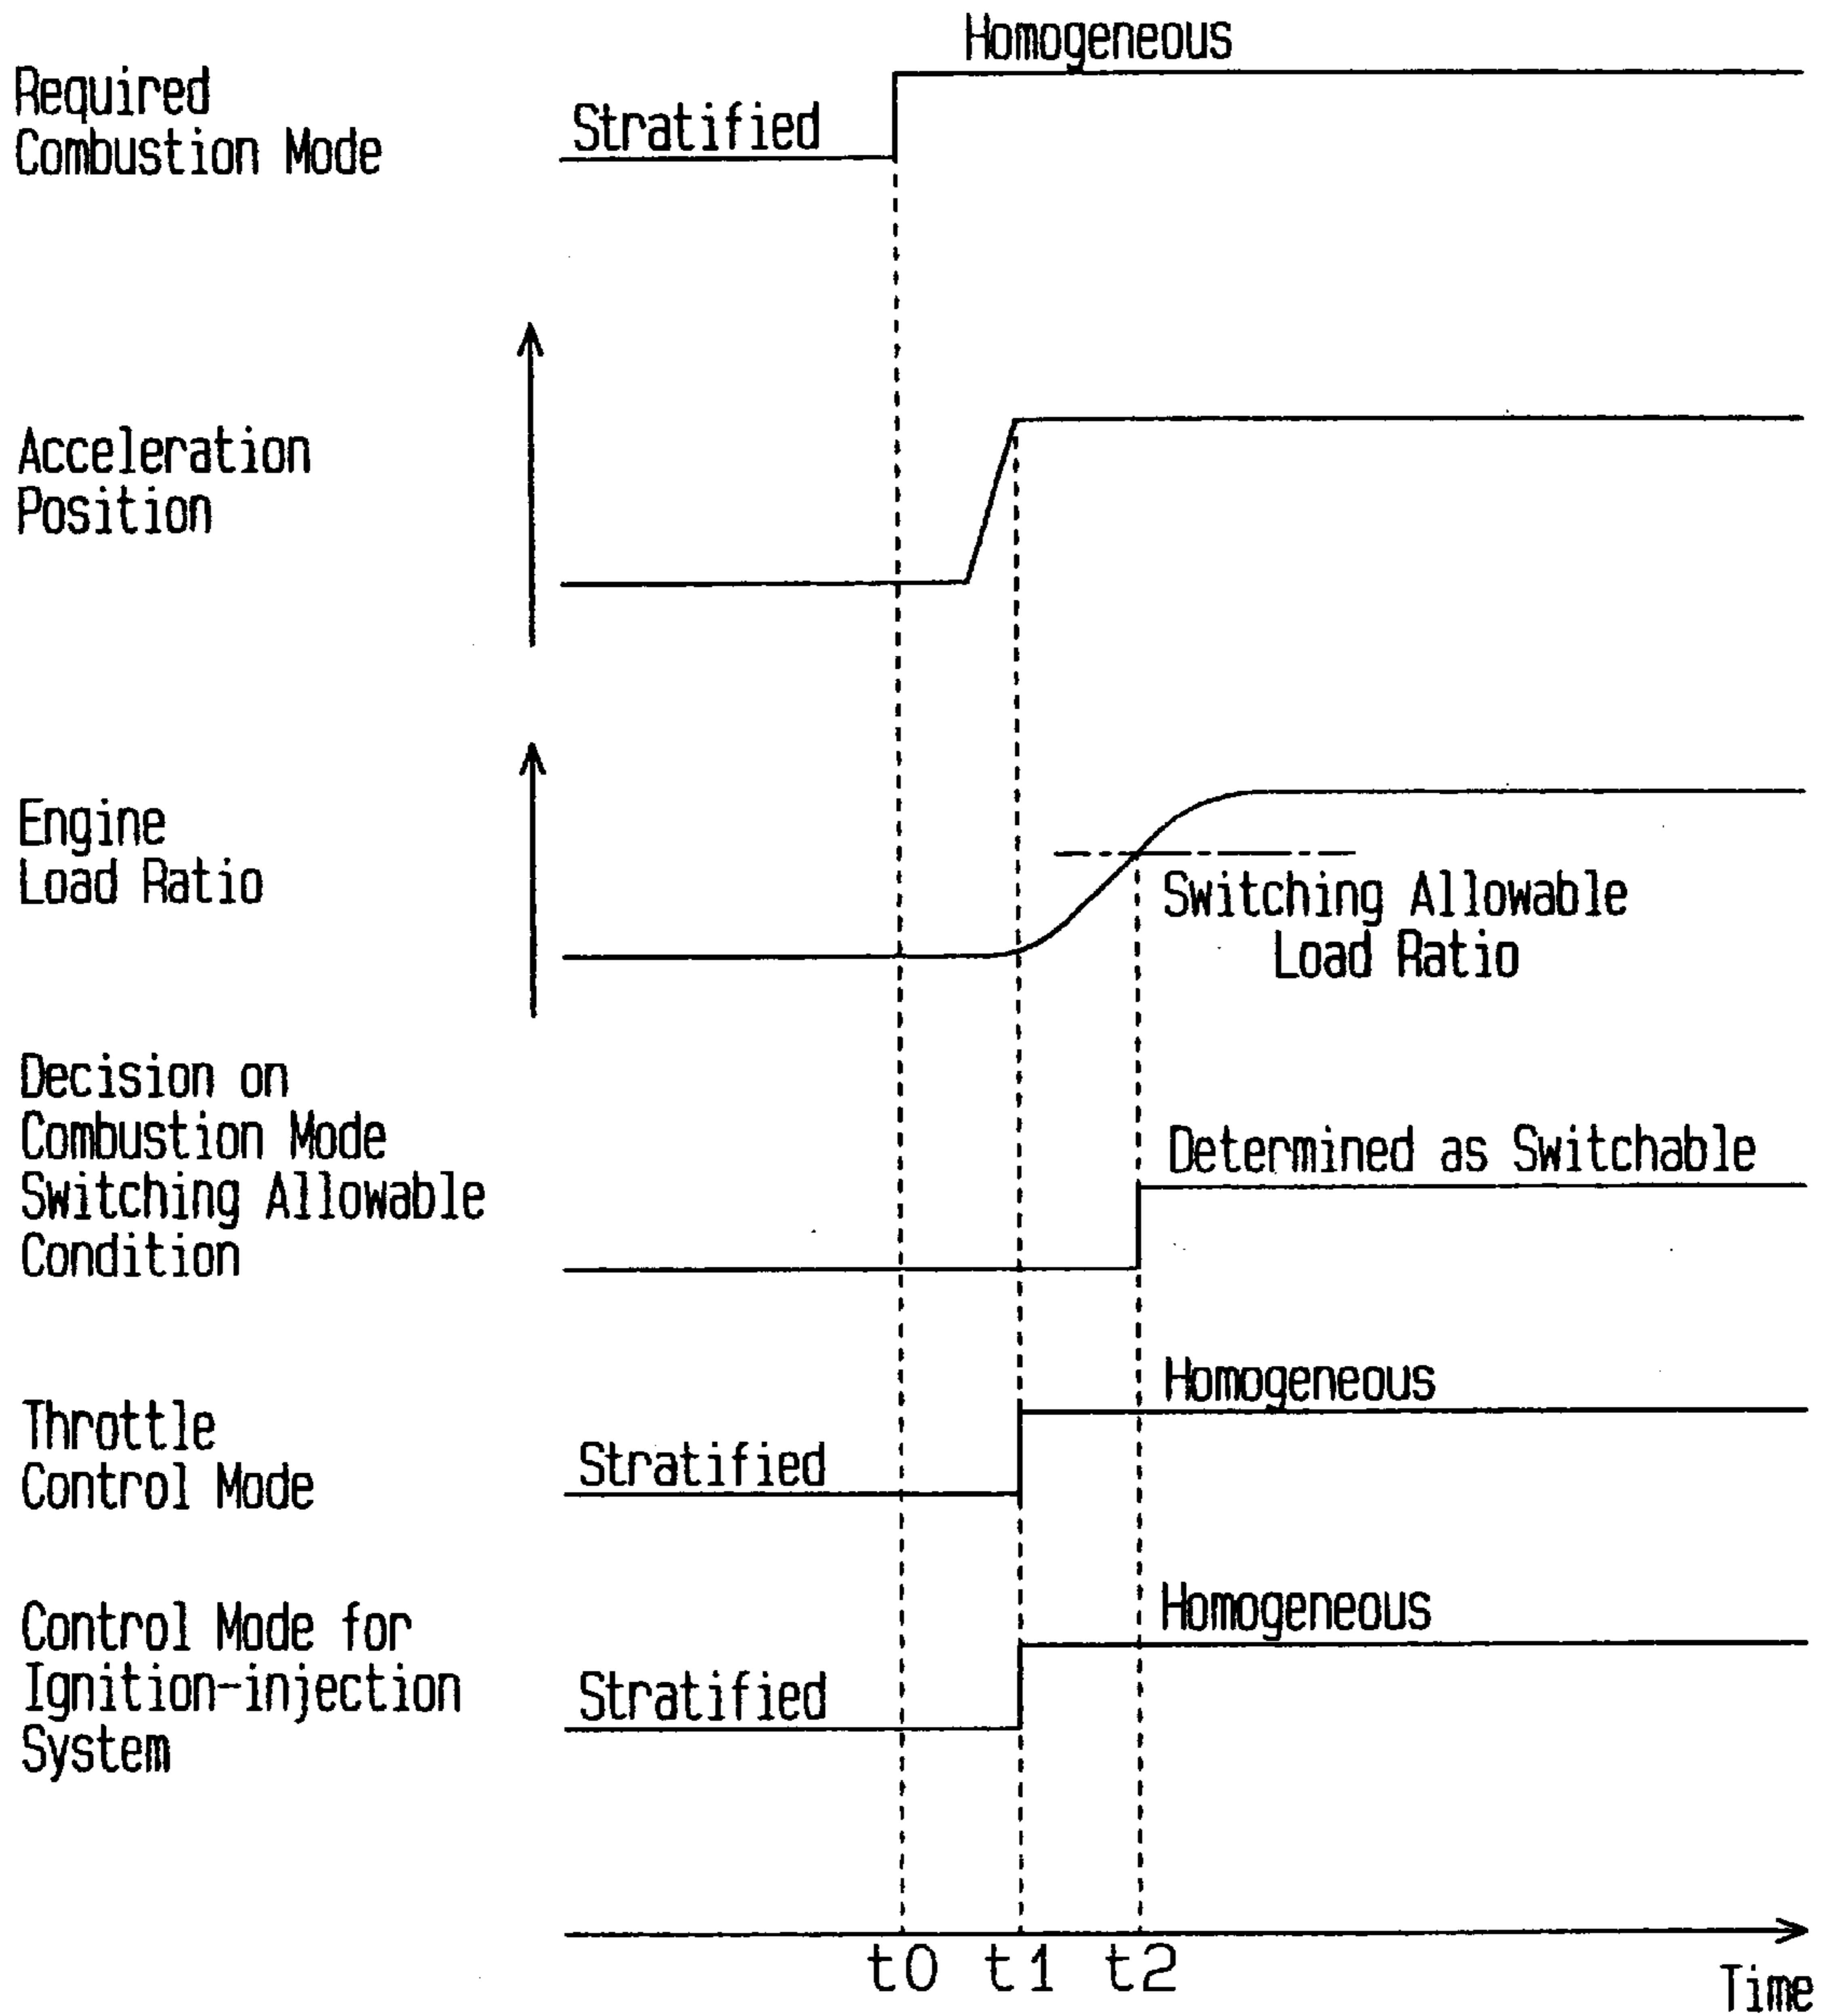 Homogeneous
Required
Combustion Mode
Stratified
Acceleration
Position
Engine
Load Ratio
Switching Allowable
Load Ratio
Decision on
Combustion Mode
Switching Allowable
Condition
Determined as Switchable
Homogeneous
Throttle
Control Mode
Stratified
Homogeneous
Control Mode for
Ignition-injection
System
Stratified
t0 t1 t2
Time